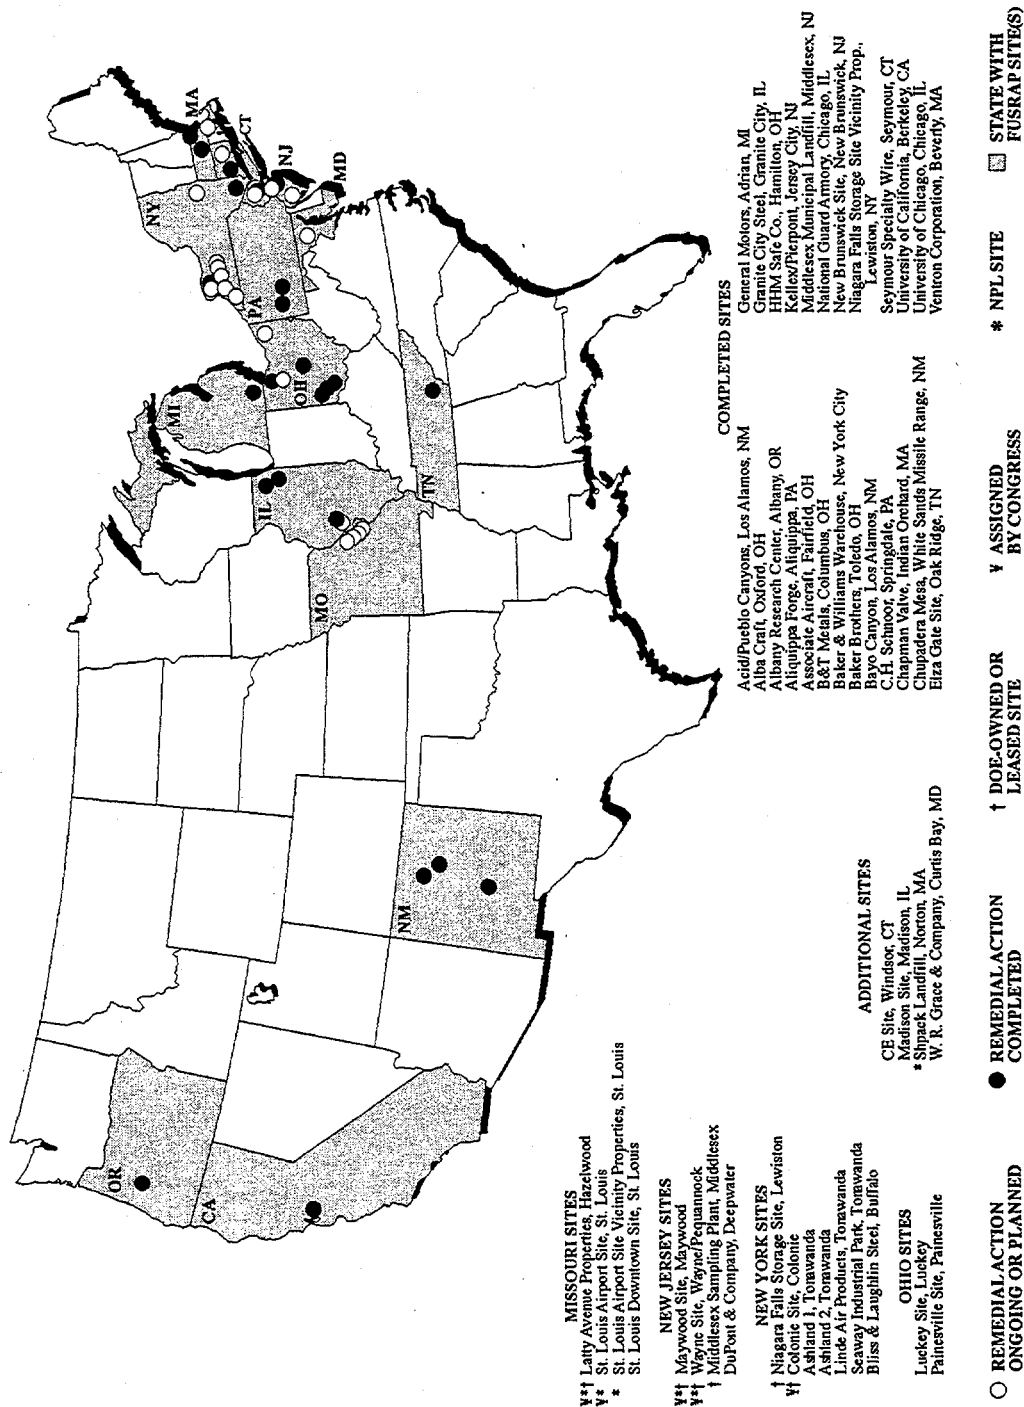 OR
CA
NM
MO
IL
MI
OH
TN
PA
NY
MA
CT
NJ
MD
MISSOURI SITES
¥*† Latty Avenue Properties, Hazelwood
¥* St. Louis Airport Site, St. Louis
* St. Louis Airport Site Vicinity Properties, St. Louis
St. Louis Downtown Site, St. Louis
NEW JERSEY SITES
¥*† Maywood Site, Maywood
¥*† Wayne Site, Wayne/Pequannock
† Middlesex Sampling Plant, Middlesex
DuPont & Company, Deepwater
NEW YORK SITES
† Niagara Falls Storage Site, Lewiston
¥† Colonie Site, Colonie
Ashland 1, Tonawanda
Ashland 2, Tonawanda
Linde Air Products, Tonawanda
Seaway Industrial Park, Tonawanda
Bliss & Laughlin Steel, Buffalo
OHIO SITES
Luckey Site, Luckey
Painesville Site, Painesville
ADDITIONAL SITES
CE Site, Windsor, CT
Madison Site, Madison, IL
* Shpack Landfill, Norton, MA
W. R. Grace & Company, Curtis Bay, MD
COMPLETED SITES
Acid/Pueblo Canyons, Los Alamos, NM
Alba Craft, Oxford, OH
Albany Research Center, Albany, OR
Aliquippa Forge, Aliquippa, PA
Associate Aircraft, Fairfield, OH
B&T Metals, Columbus, OH
Baker & Williams Warehouse, New York City
Baker Brothers, Toledo, OH
Bayo Canyon, Los Alamos, NM
C.H. Schnoor, Springdale, PA
Chapman Valve, Indian Orchard, MA
Chupadera Mesa, White Sands Missile Range, NM
Elza Gate Site, Oak Ridge, TN
General Motors, Adrian, MI
Granite City Steel, Granite City, IL
HHM Safe Co., Hamilton, OH
Kellex/Pierpont, Jersey City, NJ
Middlesex Municipal Landfill, Middlesex, NJ
National Guard Armory, Chicago, IL
New Brunswick Site, New Brunswick, NJ
Niagara Falls Storage Site Vicinity Prop.,
Lewiston, NY
Seymour Specialty Wire, Seymour, CT
University of California, Berkeley, CA
University of Chicago, Chicago, IL
Ventron Corporation, Beverly, MA
REMEDIAL ACTION
ONGOING OR PLANNED
REMEDIAL ACTION
COMPLETED
† DOE-OWNED OR
LEASED SITE
¥ ASSIGNED
BY CONGRESS
* NPL SITE
STATE WITH
FUSRAP SITE(S)